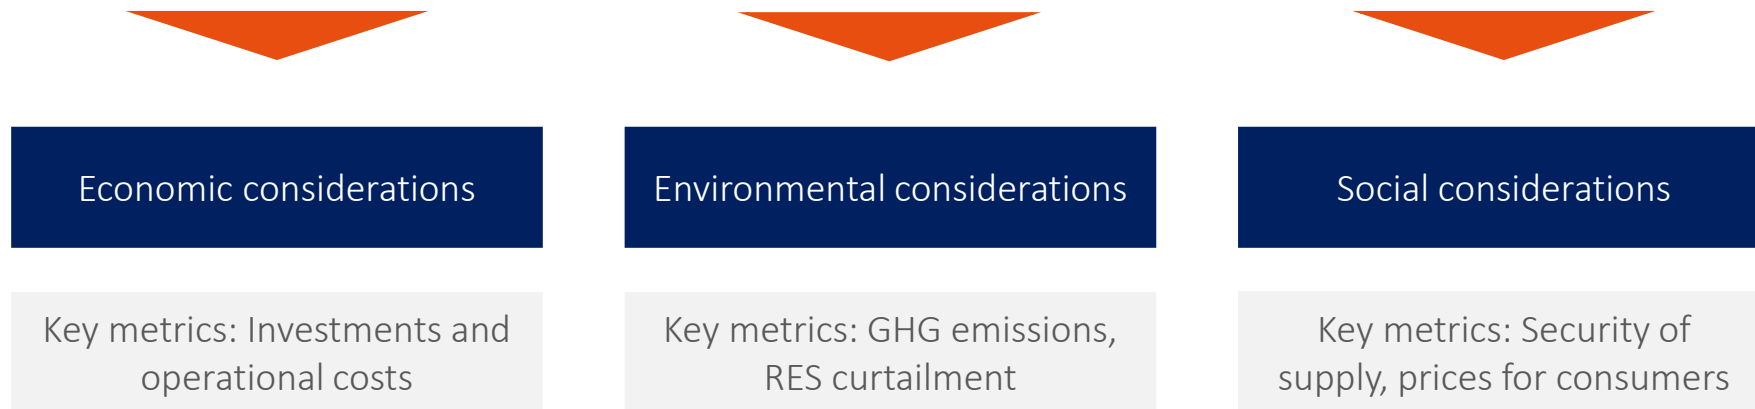 Economic considerations
Environmental considerations
Social considerations
Key metrics: Investments and
operational costs
Key metrics: GHG emissions,
RES curtailment
Key metrics: Security of
supply, prices for consumers